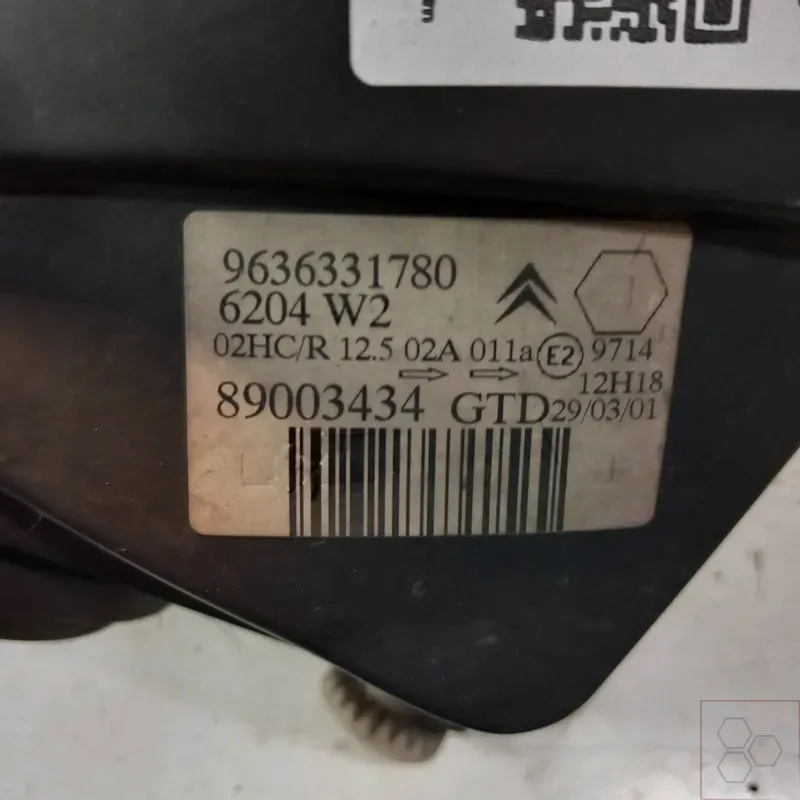 9636331780
6204 W2
02HC/R 12.5 02A 011a E2 9714
12H18
89003434 GTD 29/03/01